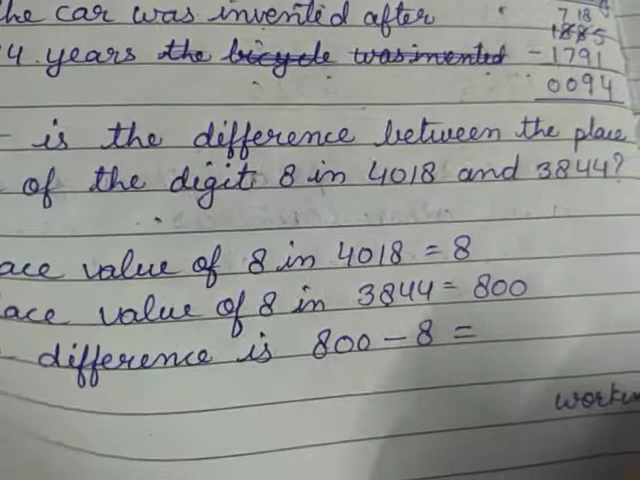 he car was invented after
4 years the bicycle was invented
7 18
1885
- 1791
0094
is the difference between the place
of the digit 8 in 4018 and 3844?
ace value of 8 in 4018 = 8
ace value of 8 in 3844 = 800
difference is 800 - 8 =
workin